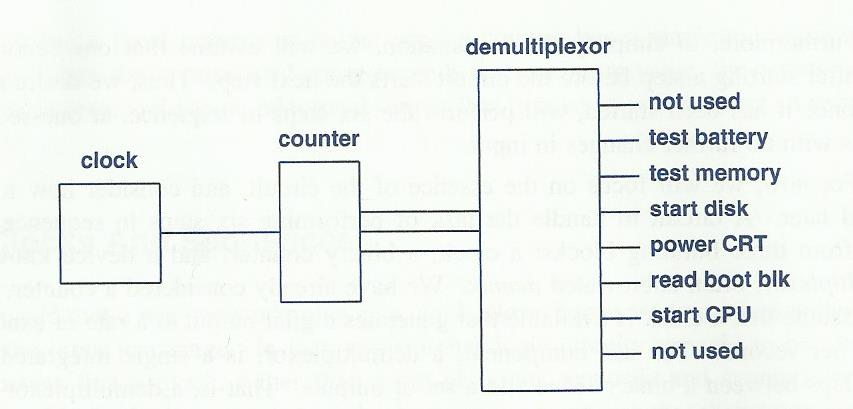 demultiplexor
not used
counter
test battery
clock
test memory
start disk
power CRT
read boot blk
start CPU
not used